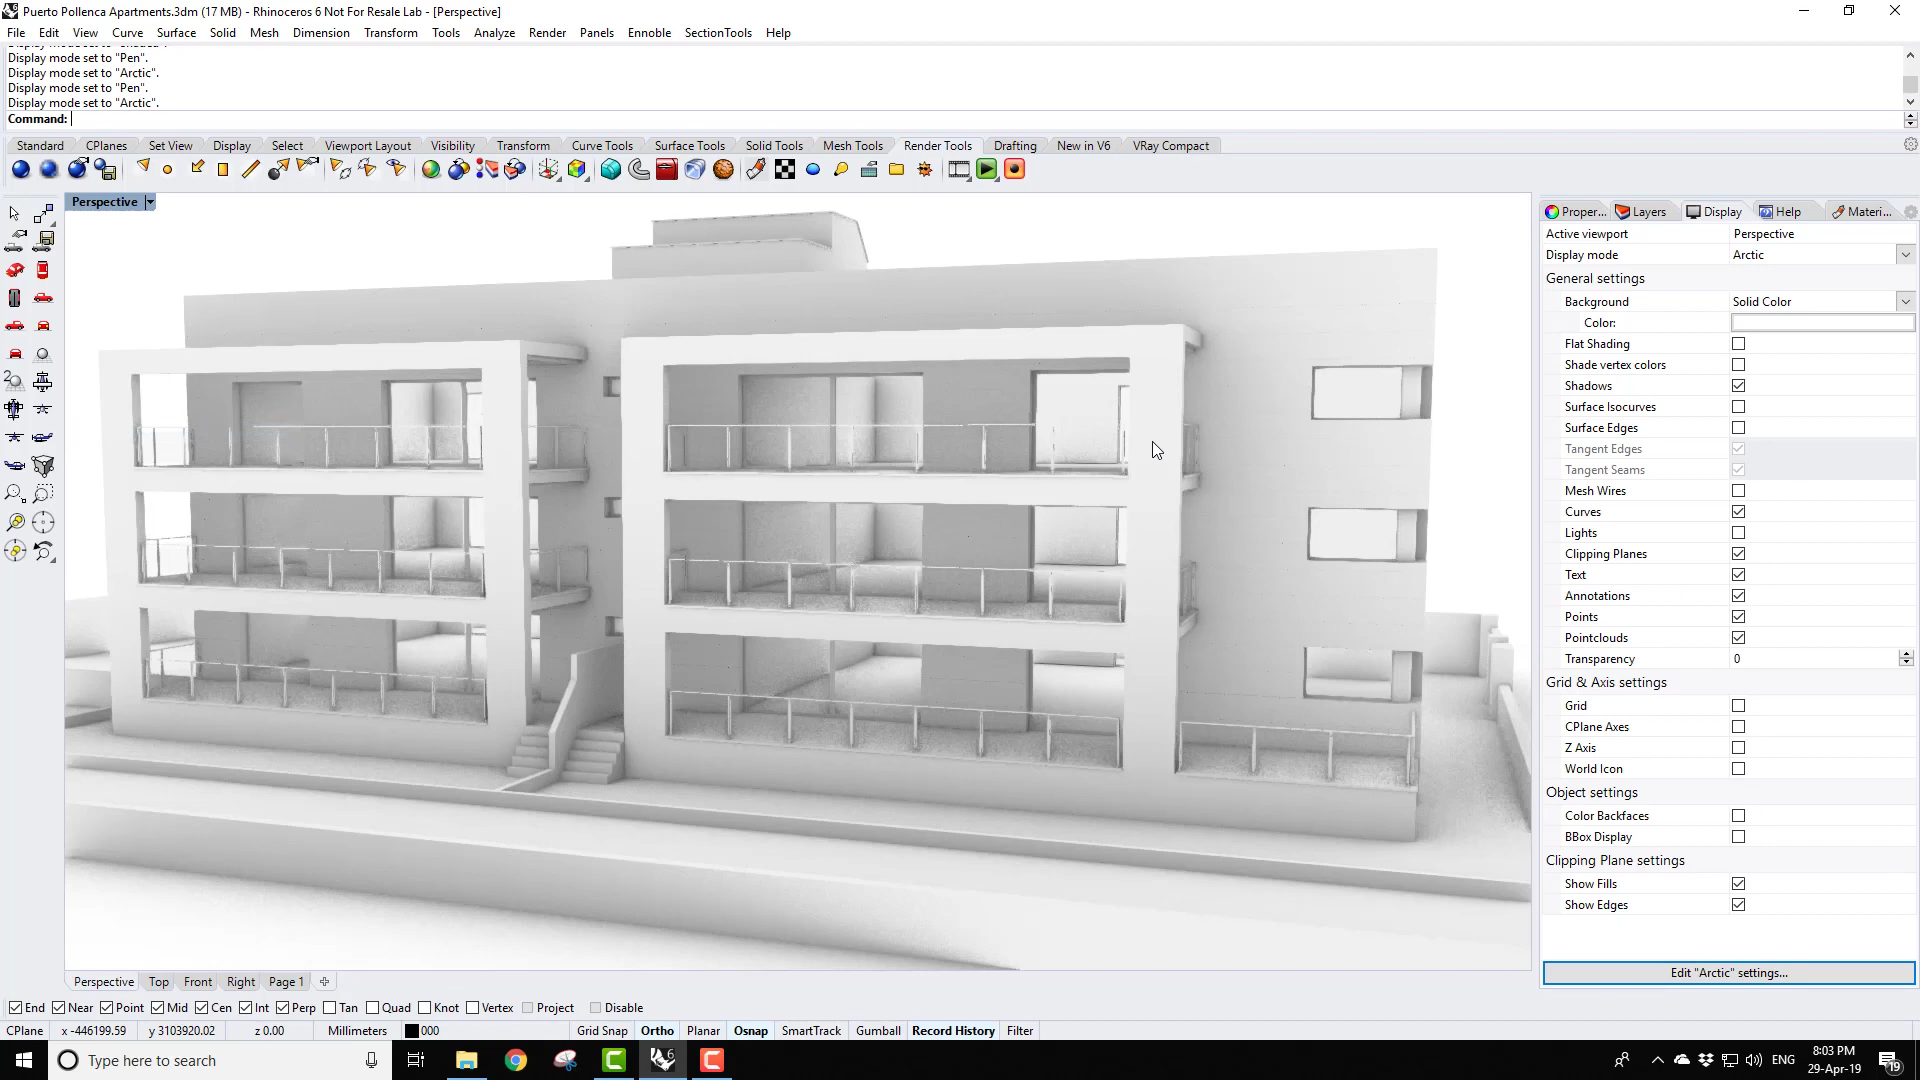 Puerto Pollenca Apartments.3dm (17 MB) - Rhinoceros 6 Not For Resale Lab - [Perspective]
File Edit View Curve Surface Solid Mesh Dimension Transform Tools Analyze Render Panels Ennoble SectionTools Help
Display mode set to "Pen".
Display mode set to "Arctic".
Display mode set to "Pen".
Display mode set to "Arctic".
Command:
Standard CPlanes Set View Display Select Viewport Layout Visibility Transform Curve Tools Surface Tools Solid Tools Mesh Tools Render Tools Drafting New in V6 VRay Compact
Perspective
Proper... Layers Display Help Materi...
Active viewport Perspective
Display mode Arctic
General settings
Background Solid Color
Color:
Flat Shading
Shade vertex colors
Shadows
Surface Isocurves
Surface Edges
Tangent Edges
Tangent Seams
Mesh Wires
Curves
Lights
Clipping Planes
Text
Annotations
Points
Pointclouds
Transparency 0
Grid & Axis settings
Grid
CPlane Axes
Z Axis
World Icon
Object settings
Color Backfaces
BBox Display
Clipping Plane settings
Show Fills
Show Edges
Edit "Arctic" settings...
Perspective Top Front Right Page 1
End Near Point Mid Cen Int Perp Tan Quad Knot Vertex Project Disable
CPlane x -446199.59 y 3103920.02 z 0.00 Millimeters 000 Grid Snap Ortho Planar Osnap SmartTrack Gumball Record History Filter
Type here to search
ENG
8:03 PM
29-Apr-19
19